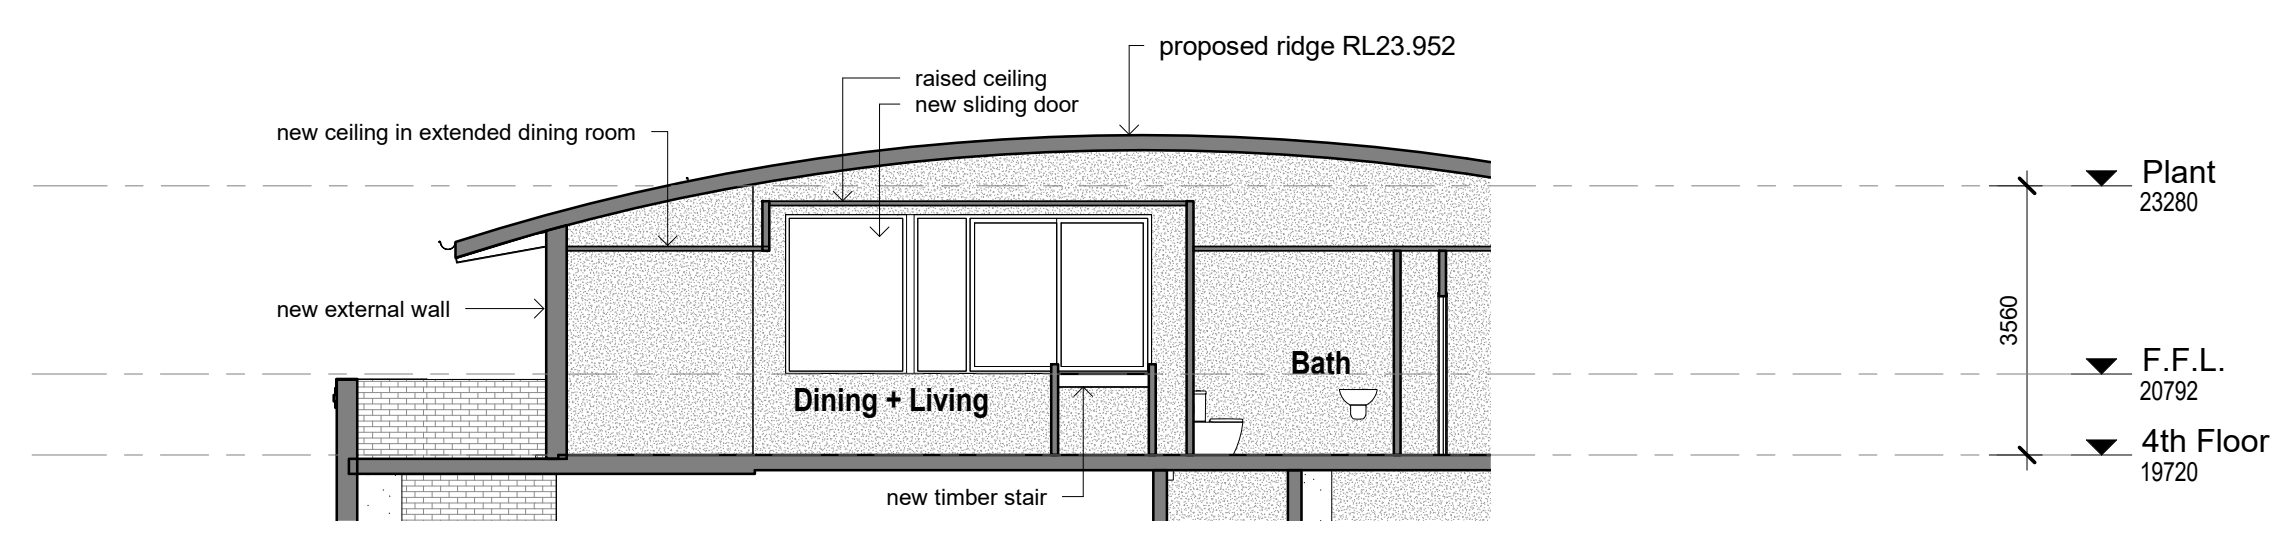 proposed ridge RL23.952
raised ceiling
new sliding door
new ceiling in extended dining room
Plant
23280
new external wall
3560
Bath
F.F.L.
20792
Dining + Living
4th Floor
19720
new timber stair